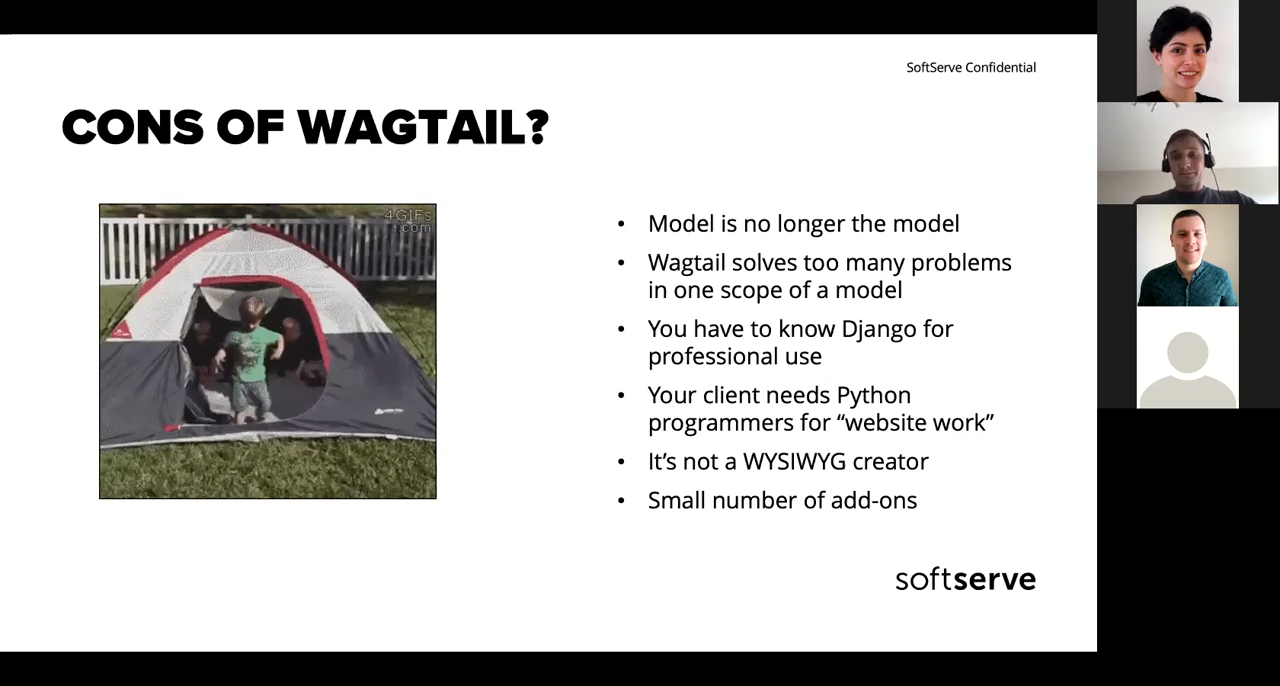 SoftServe Confidential
CONS OF WAGTAIL?
4GIFs
.com
• Model is no longer the model
• Wagtail solves too many problems
in one scope of a model
• You have to know Django for
professional use
• Your client needs Python
programmers for “website work”
• It’s not a WYSIWYG creator
• Small number of add-ons
softserve